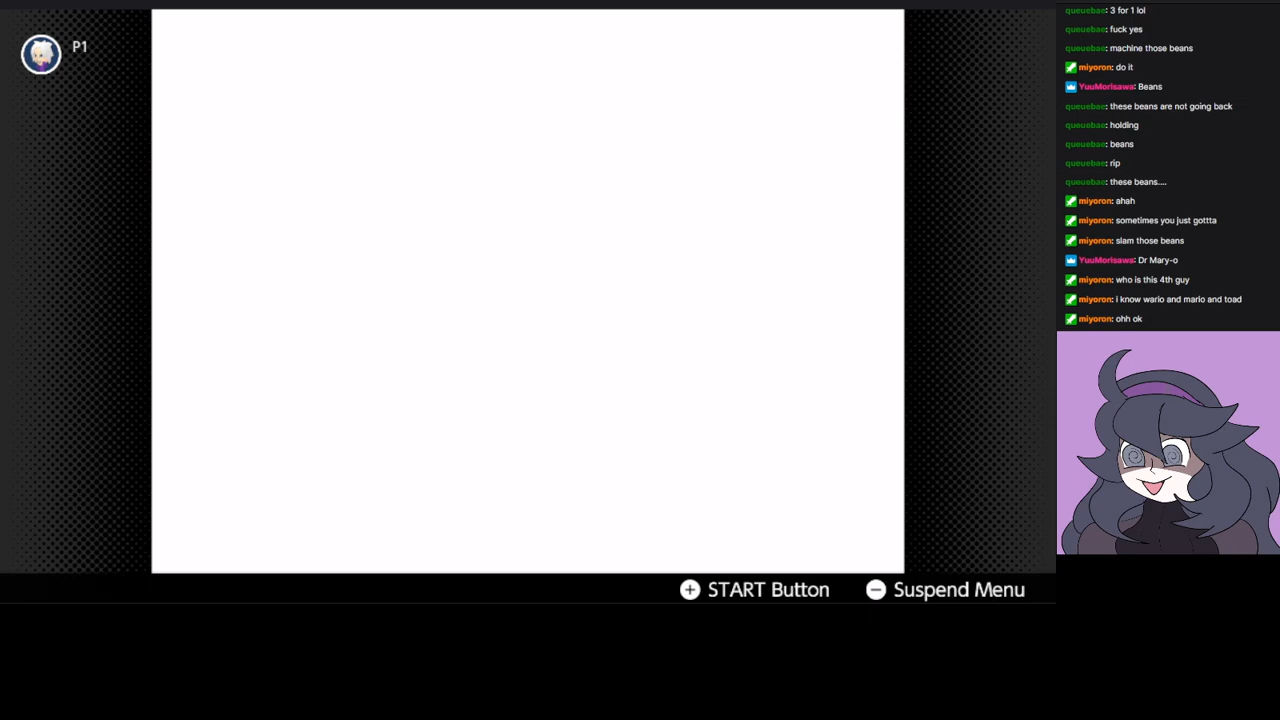 P1
START Button
Suspend Menu
queuebae: 3 for 1 lol
queuebae: fuck yes
queuebae: machine those beans
miyoron: do it
YuuMorisawa: Beans
queuebae: these beans are not going back
queuebae: holding
queuebae: beans
queuebae: rip
queuebae: these beans....
miyoron: ahah
miyoron: sometimes you just gottta
miyoron: slam those beans
YuuMorisawa: Dr Mary-o
miyoron: who is this 4th guy
miyoron: i know wario and mario and toad
miyoron: ohh ok